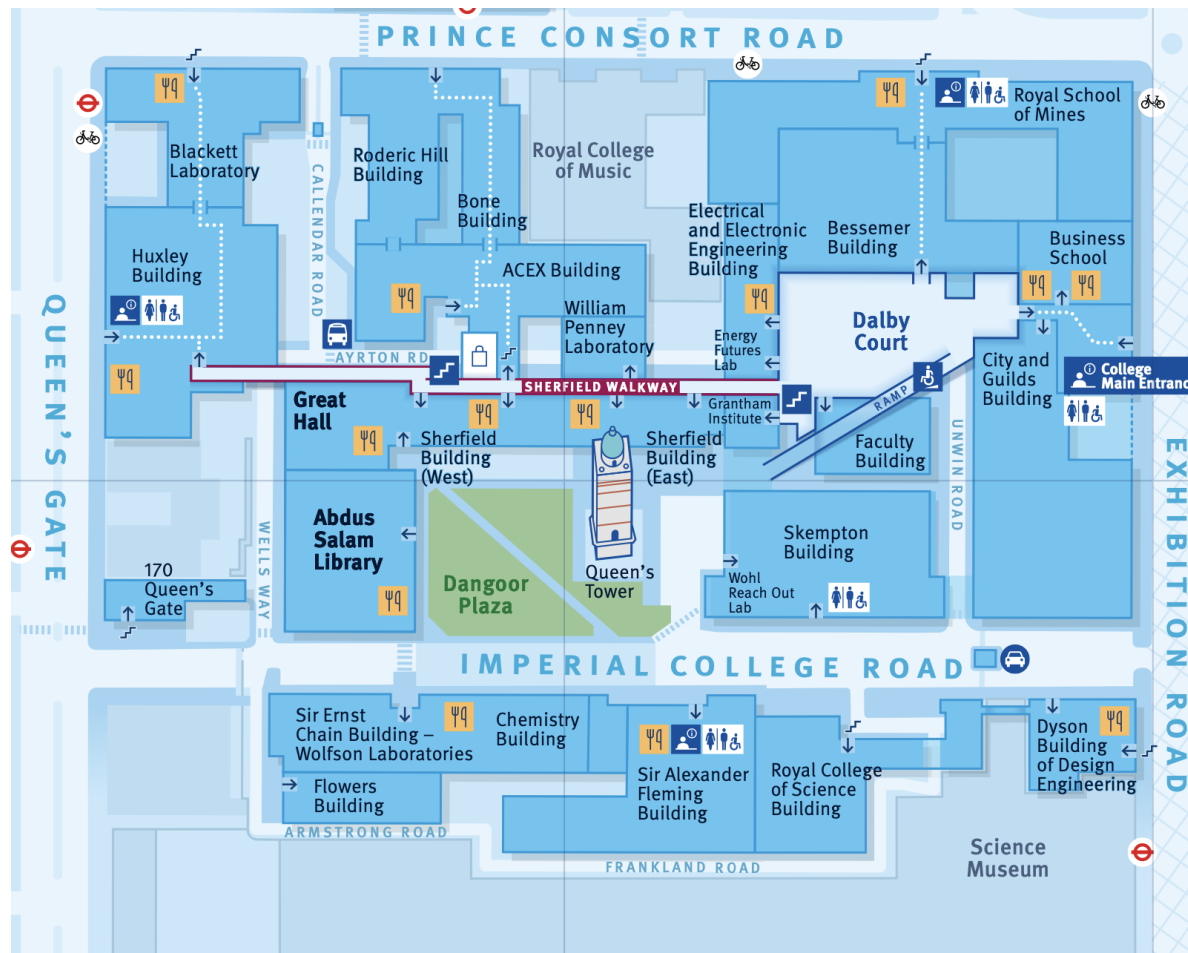 PRINCE CONSORT ROAD
Royal School
of Mines
Blackett
Laboratory
Roderic Hill
Building
Royal College
of Music
CALLENDAR ROAD
Bone
Building
Electrical
and Electronic
Engineering
Building
Bessemer
Building
Business
School
Huxley
Building
ACEX Building
William
Penney
Laboratory
Energy
Futures
Lab
Dalby
Court
City and
Guilds
Building
College
Main Entranc
QUEEN'S GATE
AYRTON RD
SHERFIELD WALKWAY
RAMP
Great
Hall
Grantham
Institute
Sherfield
Building
(West)
Sherfield
Building
(East)
Faculty
Building
UNWIN ROAD
EXHIBITION ROAD
Abdus
Salam
Library
WELLS WAY
Skempton
Building
170
Queen's
Gate
Dangoor
Plaza
Queen's
Tower
Wohl
Reach Out
Lab
IMPERIAL COLLEGE ROAD
Sir Ernst
Chain Building –
Wolfson Laboratories
Chemistry
Building
Dyson
Building
of Design
Engineering
Flowers
Building
Sir Alexander
Fleming
Building
Royal College
of Science
Building
ARMSTRONG ROAD
FRANKLAND ROAD
Science
Museum